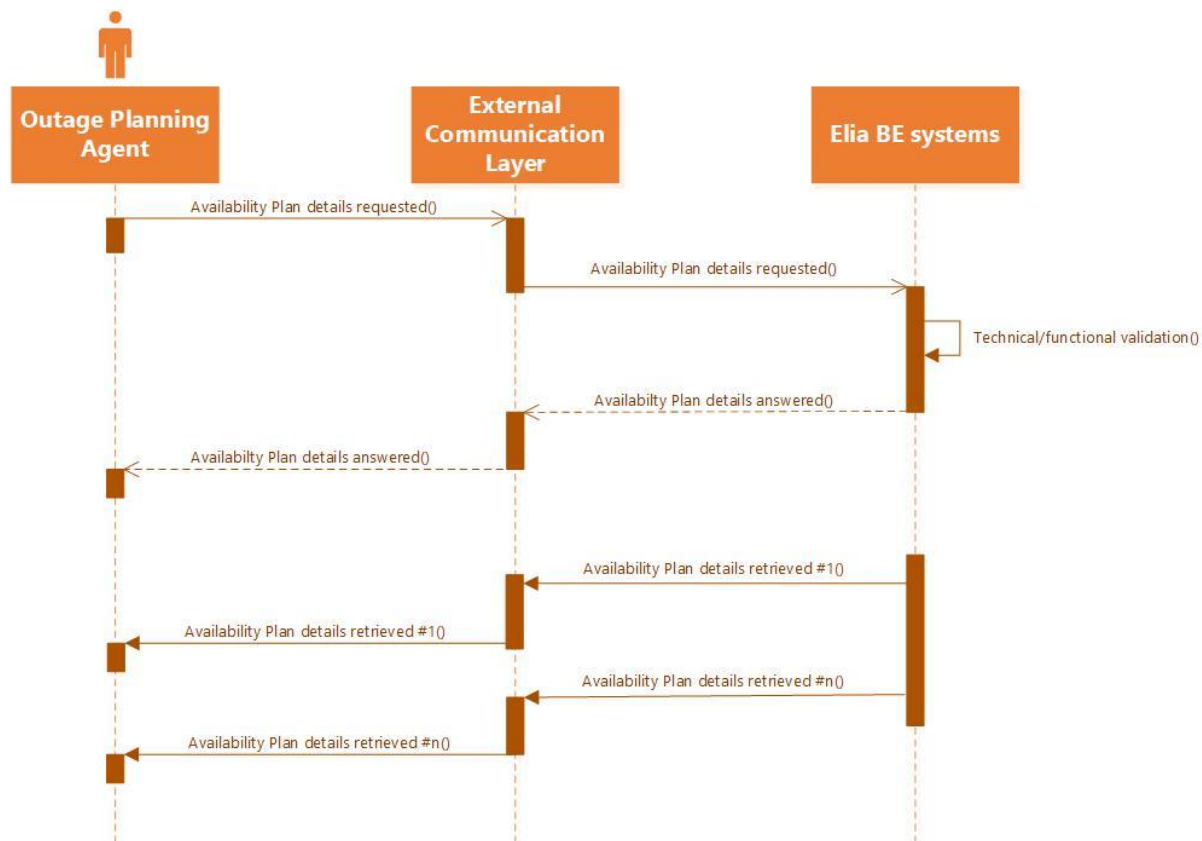 Outage Planning
Agent
External
Communication
Layer
Elia BE systems
Availability Plan details requested()
Availability Plan details requested()
Technical/functional validation()
Availabilty Plan details answered()
Availabilty Plan details answered()
Availability Plan details retrieved #1()
Availability Plan details retrieved #1()
Availability Plan details retrieved #n()
Availability Plan details retrieved #n()